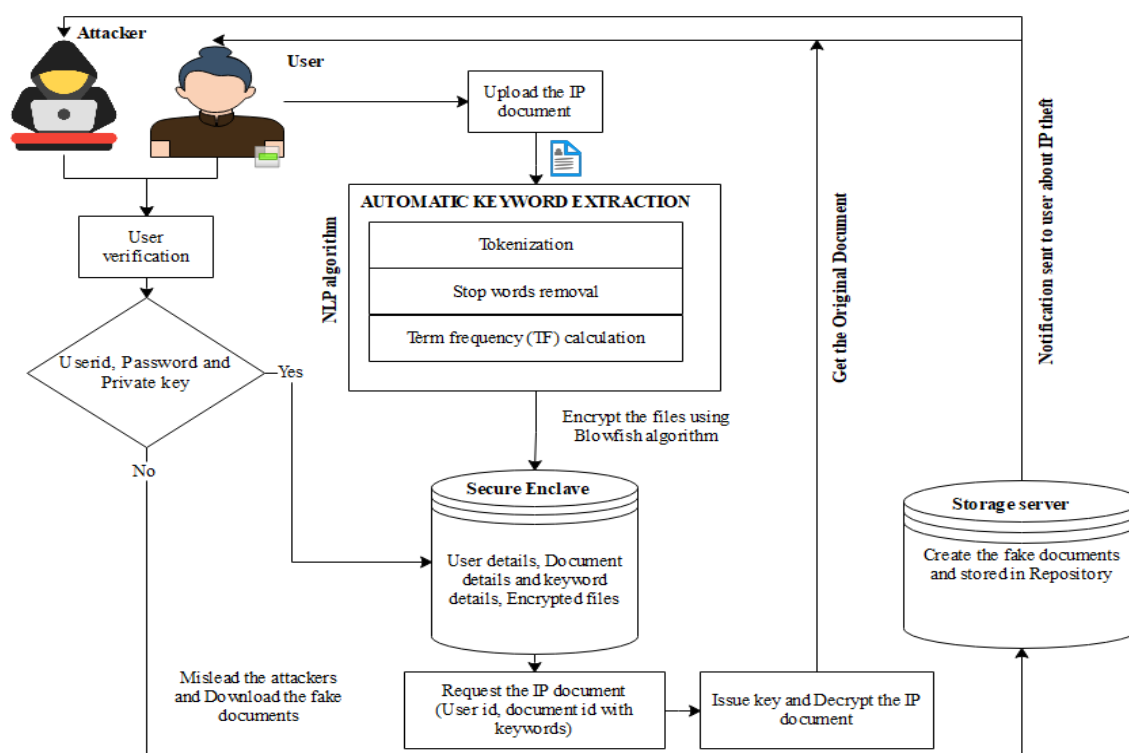 Attacker
User
Upload the IP
document
AUTOMATIC KEYWORD EXTRACTION
NLP algorithm
Tokenization
Stop words removal
Term frequency (TF) calculation
User
verification
Userid, Password and
Private key
Yes
No
Encrypt the files using
Blowfish algorithm
Secure Enclave
User details, Document
details and keyword
details, Encrypted files
Get the Original Document
Notification sent to user about IP theft
Storage server
Create the fake documents
and stored in Repository
Mislead the attackers
and Download the fake
documents
Request the IP document
(User id, document id with
keywords)
Issue key and Decrypt the IP
document